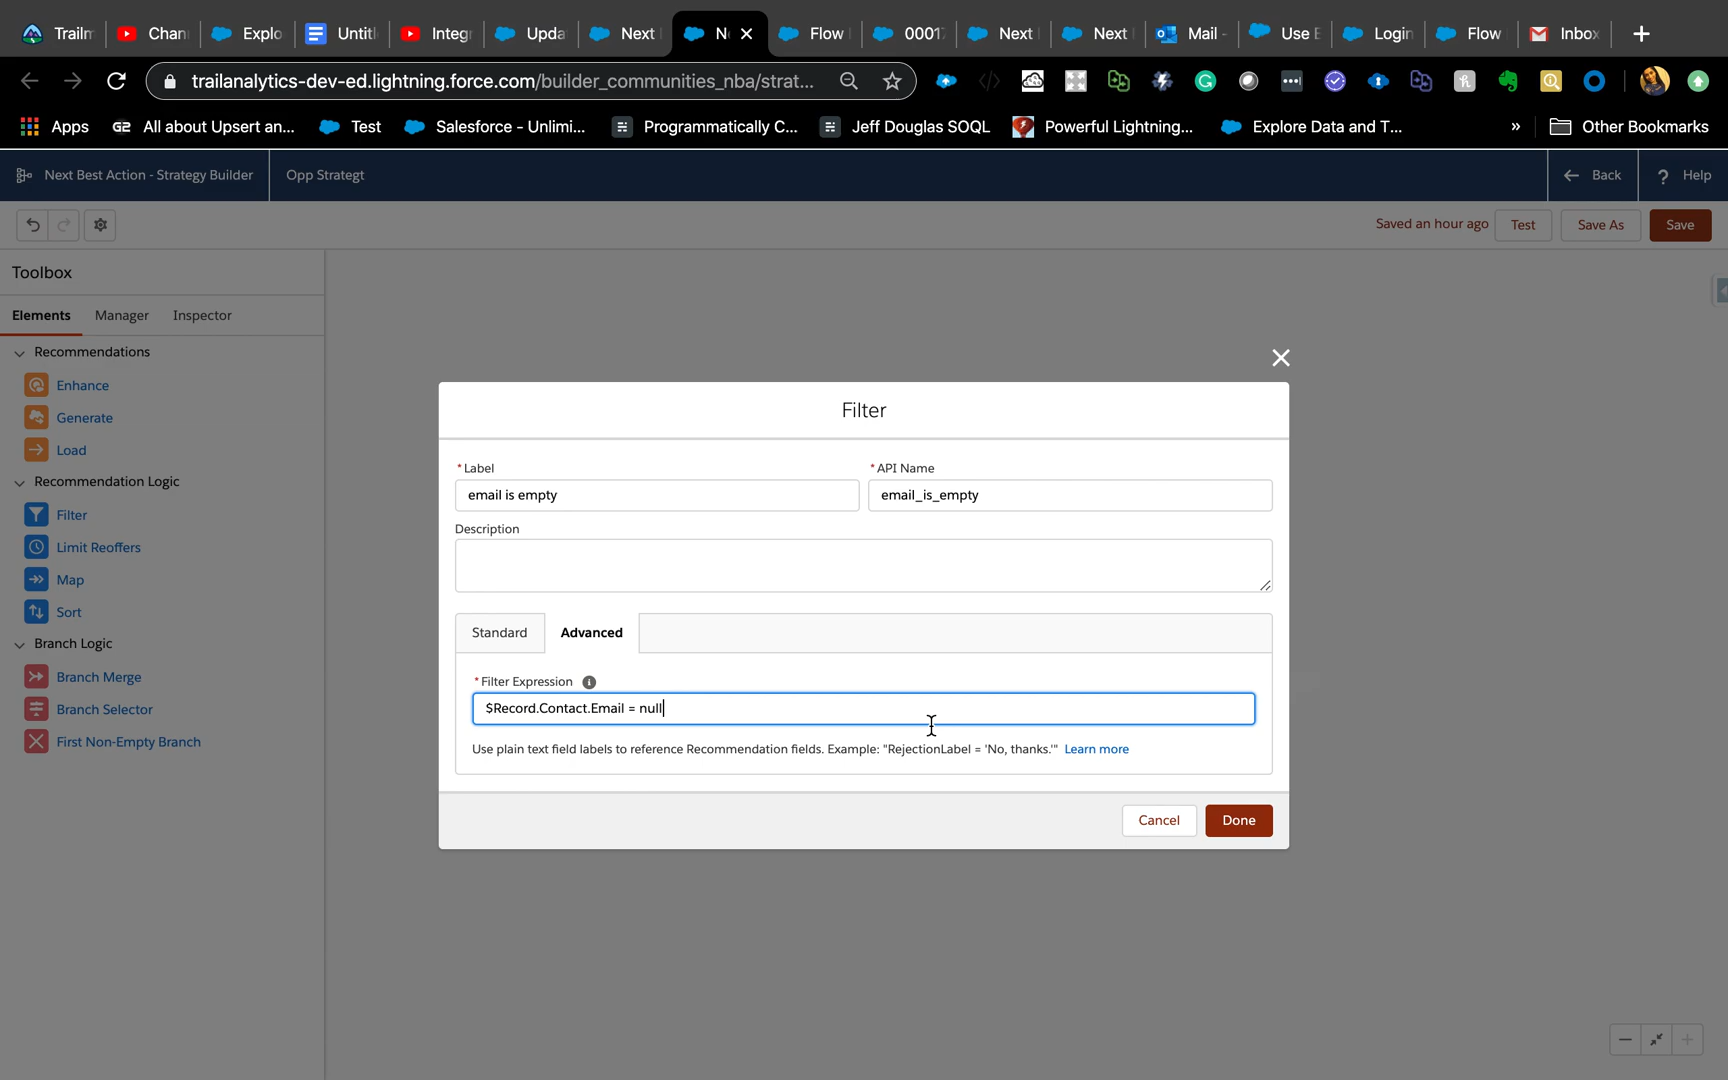 Trailm
Chan
Explo
Untitl
Integr
Upda
Next
N
Flow
0001
Next
Next
Mail -
Use E
Login
Flow
Inbox
trailanalytics-dev-ed.lightning.force.com/builder_communities_nba/strat...
Apps
G2 All about Upsert an...
Test
Salesforce - Unlimi...
Programmatically C...
Jeff Douglas SOQL
Powerful Lightning...
Explore Data and T...
»
Other Bookmarks
Next Best Action - Strategy Builder
Opp Strategt
Back
? Help
Saved an hour ago
Test
Save As
Save
Toolbox
Elements
Manager
Inspector
Recommendations
Enhance
Generate
Load
Recommendation Logic
Filter
Limit Reoffers
Map
Sort
Branch Logic
Branch Merge
Branch Selector
First Non-Empty Branch
Filter
* Label
email is empty
* API Name
email_is_empty
Description
Standard
Advanced
* Filter Expression
$Record.Contact.Email = null
Use plain text field labels to reference Recommendation fields. Example: "RejectionLabel = 'No, thanks.'" Learn more
Cancel
Done